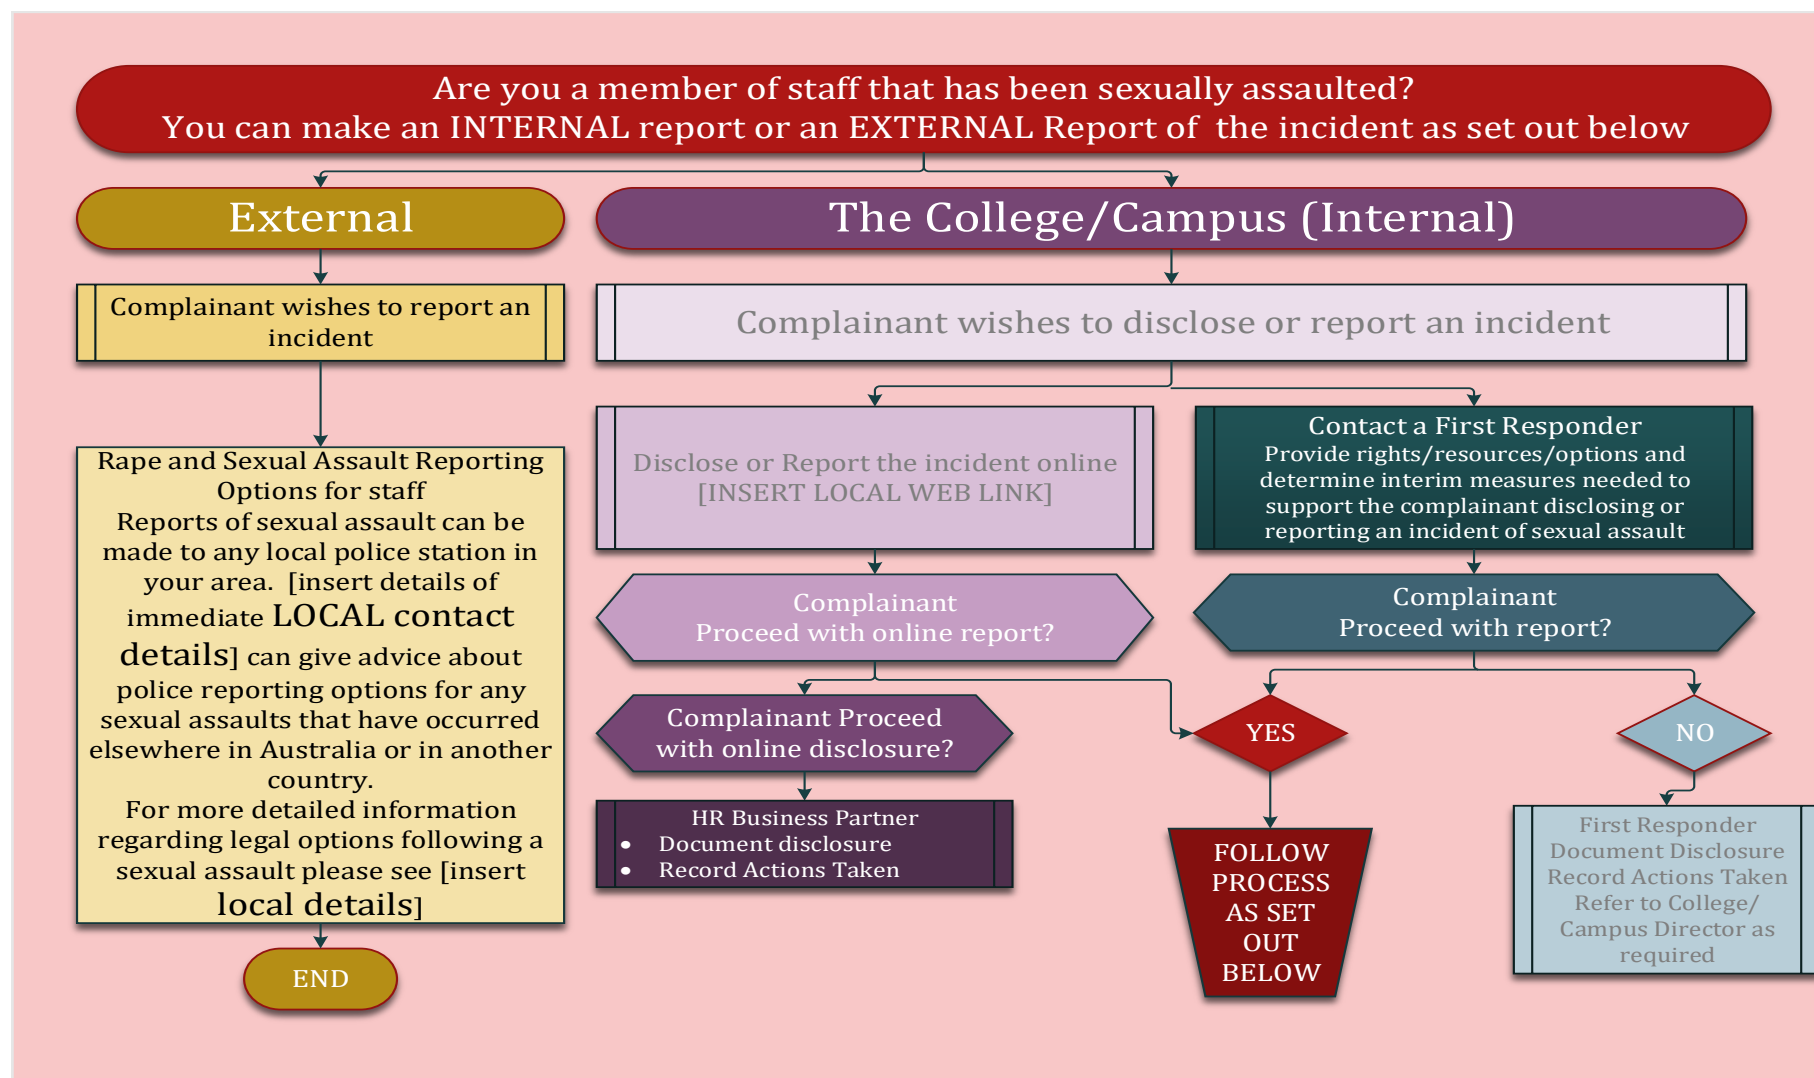 Are you a member of staff that has been sexually assaulted?
You can make an INTERNAL report or an EXTERNAL Report of  the incident as set out below
External
The College/Campus (Internal)
Complainant wishes to report an
incident
Complainant wishes to disclose or report an incident
Rape and Sexual Assault Reporting
Options for staff
Reports of sexual assault can be
made to any local police station in
your area.  [insert details of
immediate LOCAL contact
details] can give advice about
police reporting options for any
sexual assaults that have occurred
elsewhere in Australia or in another
country.
For more detailed information
regarding legal options following a
sexual assault please see [insert
local details]
END
Disclose or Report the incident online
[INSERT LOCAL WEB LINK]
Contact a First Responder
Provide rights/resources/options and
determine interim measures needed to
support the complainant disclosing or
reporting an incident of sexual assault
Complainant
Proceed with online report?
Complainant
Proceed with report?
Complainant Proceed
with online disclosure?
YES
NO
HR Business Partner
• Document disclosure
• Record Actions Taken
FOLLOW
PROCESS
AS SET
OUT
BELOW
First Responder
Document Disclosure
Record Actions Taken
Refer to College/
Campus Director as
required